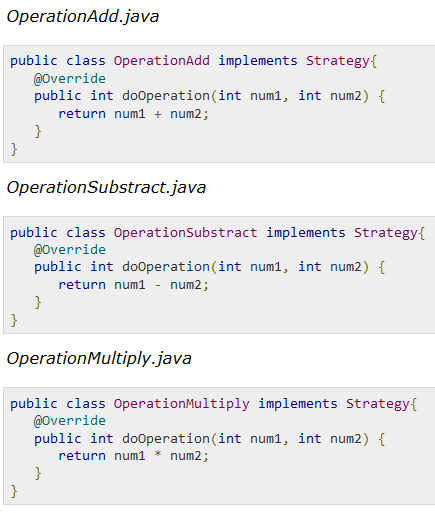 OperationAdd.java
public class OperationAdd implements Strategy{
   @Override
   public int doOperation(int num1, int num2) {
      return num1 + num2;
   }
}
OperationSubstract.java
public class OperationSubstract implements Strategy{
   @Override
   public int doOperation(int num1, int num2) {
      return num1 - num2;
   }
}
OperationMultiply.java
public class OperationMultiply implements Strategy{
   @Override
   public int doOperation(int num1, int num2) {
      return num1 * num2;
   }
}